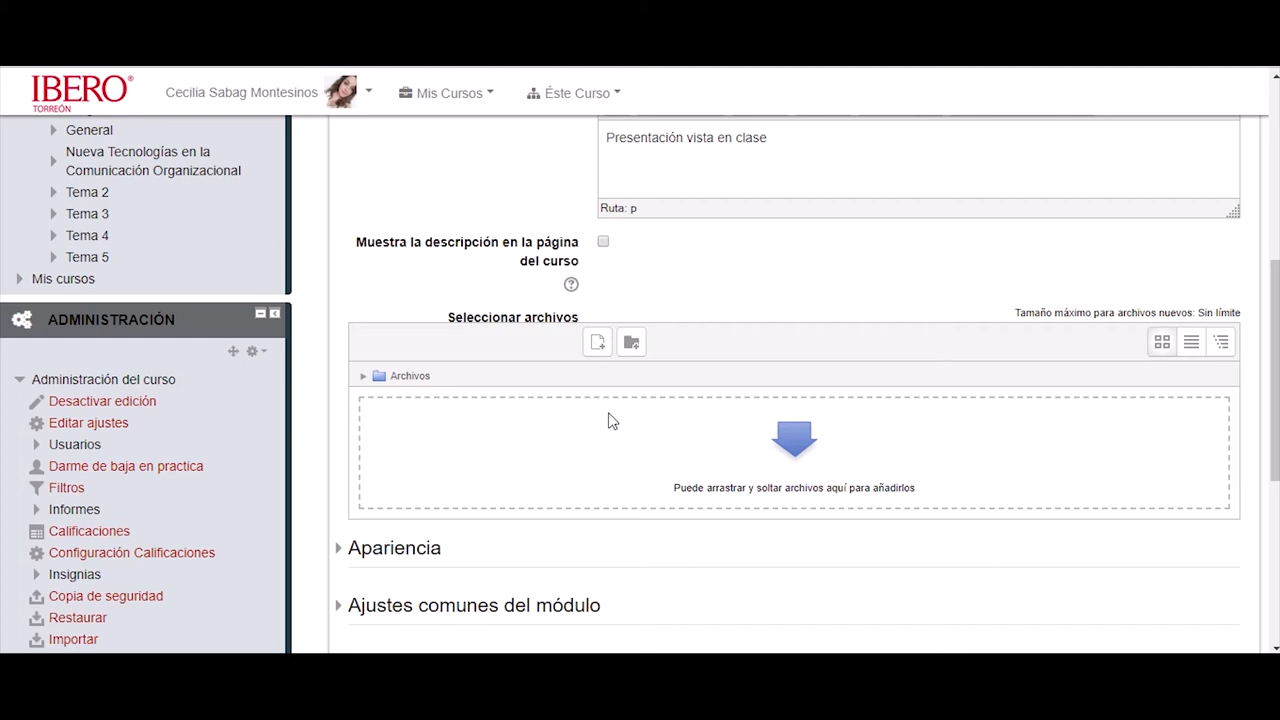 IBERO®
TORREÓN
Cecilia Sabag Montesinos
Mis Cursos
Éste Curso
General
Nueva Tecnologías en la
Comunicación Organizacional
Tema 2
Tema 3
Tema 4
Tema 5
Mis cursos
ADMINISTRACIÓN
Administración del curso
Desactivar edición
Editar ajustes
Usuarios
Darme de baja en practica
Filtros
Informes
Calificaciones
Configuración Calificaciones
Insignias
Copia de seguridad
Restaurar
Importar
Presentación vista en clase
Ruta: p
Muestra la descripción en la página
del curso
Seleccionar archivos
Tamaño máximo para archivos nuevos: Sin límite
Archivos
Puede arrastrar y soltar archivos aquí para añadirlos
Apariencia
Ajustes comunes del módulo